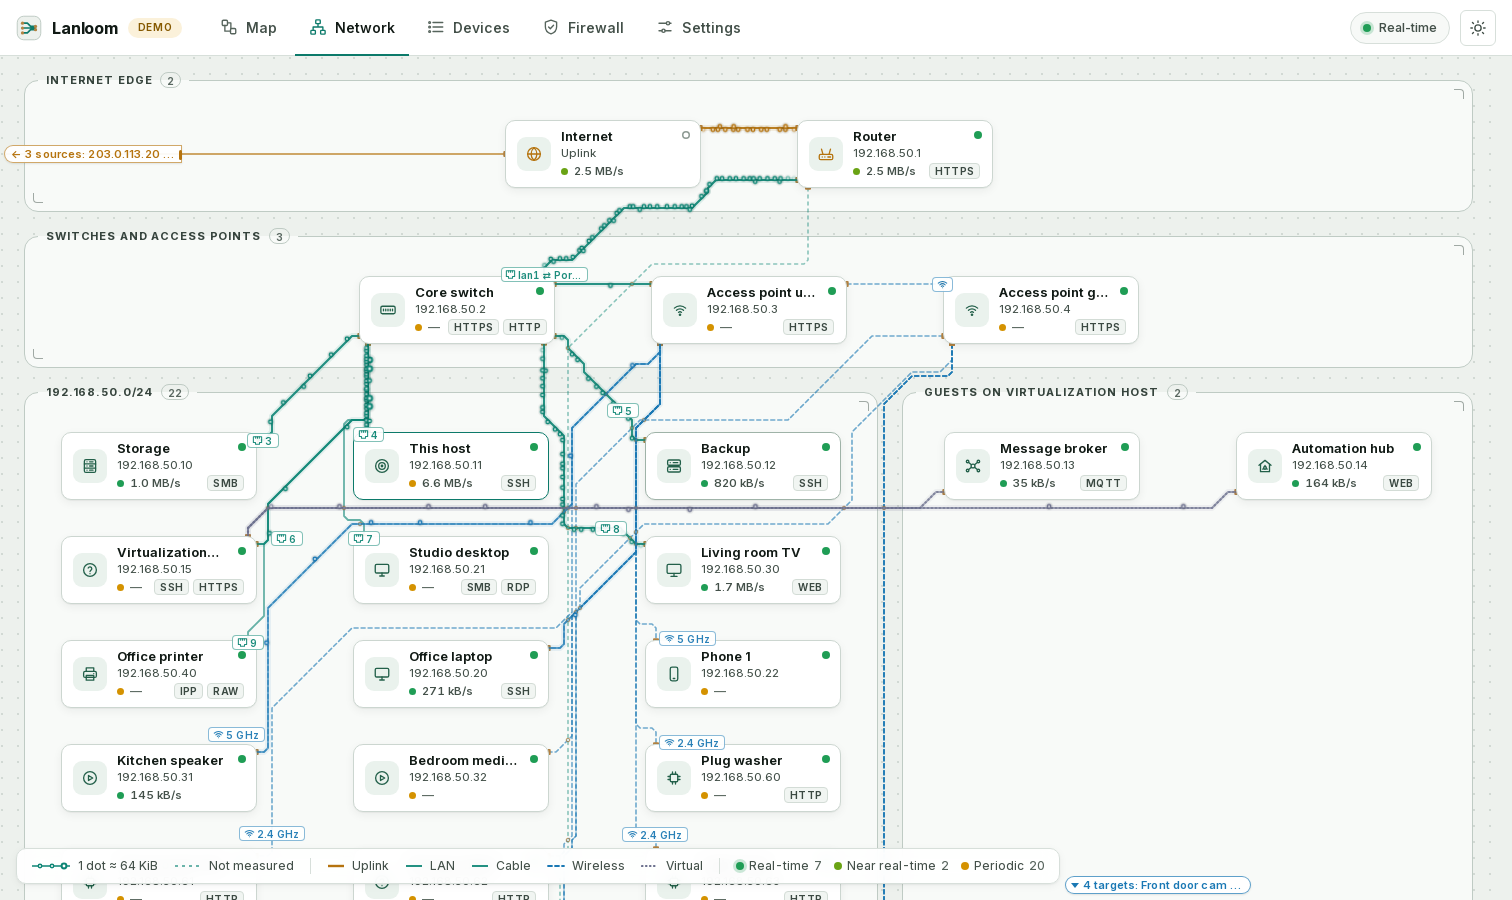 Lanloom DEMO Map Network Devices Firewall Settings Real-time
INTERNET EDGE 2
Internet
Uplink
2.5 MB/s
Router
192.168.50.1
2.5 MB/s HTTPS
← 3 sources: 203.0.113.20 ...
SWITCHES AND ACCESS POINTS 3
lan1 ⇄ Por...
Core switch
192.168.50.2
— HTTPS HTTP
Access point u...
192.168.50.3
— HTTPS
Access point g...
192.168.50.4
— HTTPS
192.168.50.0/24 22
GUESTS ON VIRTUALIZATION HOST 2
5
3
4
Storage
192.168.50.10
1.0 MB/s SMB
This host
192.168.50.11
6.6 MB/s SSH
Backup
192.168.50.12
820 kB/s SSH
Message broker
192.168.50.13
35 kB/s MQTT
Automation hub
192.168.50.14
164 kB/s WEB
6
7
8
Virtualization...
192.168.50.15
— SSH HTTPS
Studio desktop
192.168.50.21
— SMB RDP
Living room TV
192.168.50.30
1.7 MB/s WEB
9
5 GHz
Office printer
192.168.50.40
— IPP RAW
Office laptop
192.168.50.20
271 kB/s SSH
Phone 1
192.168.50.22
—
5 GHz
2.4 GHz
Kitchen speaker
192.168.50.31
145 kB/s
Bedroom medi...
192.168.50.32
—
Plug washer
192.168.50.60
— HTTP
2.4 GHz
2.4 GHz
1 dot ≈ 64 KiB Not measured Uplink LAN Cable Wireless Virtual Real-time 7 Near real-time 2 Periodic 20
4 targets: Front door cam ...
— HTTP
—
— HTTP